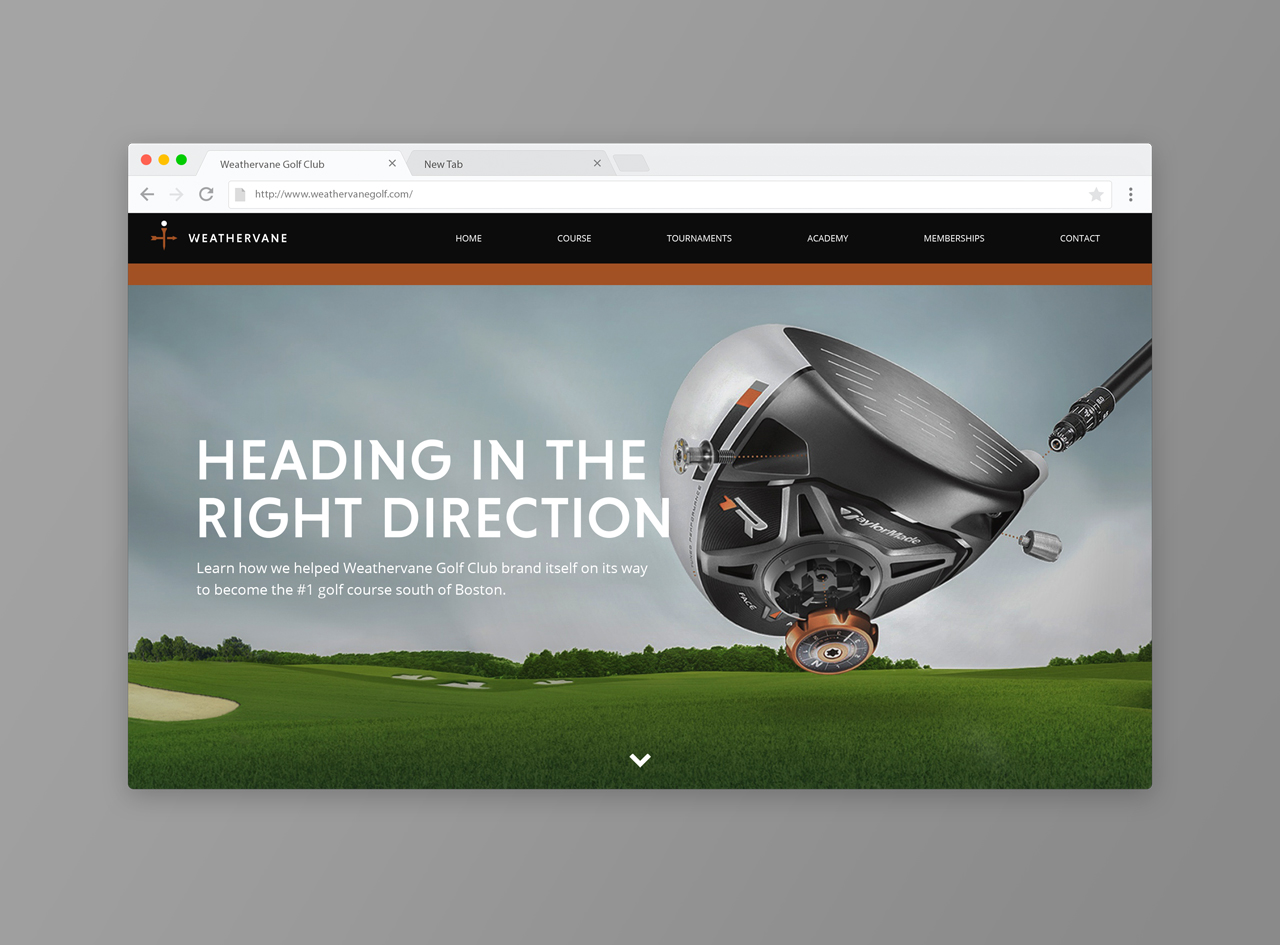 Weathervane Golf Club
New Tab
http://www.weathervanegolf.com/
WEATHERVANE
HOME COURSE TOURNAMENTS ACADEMY MEMBERSHIPS CONTACT
HEADING IN THE
RIGHT DIRECTION
Learn how we helped Weathervane Golf Club brand itself on its way
to become the #1 golf course south of Boston.
R1
TaylorMade
FACE
N